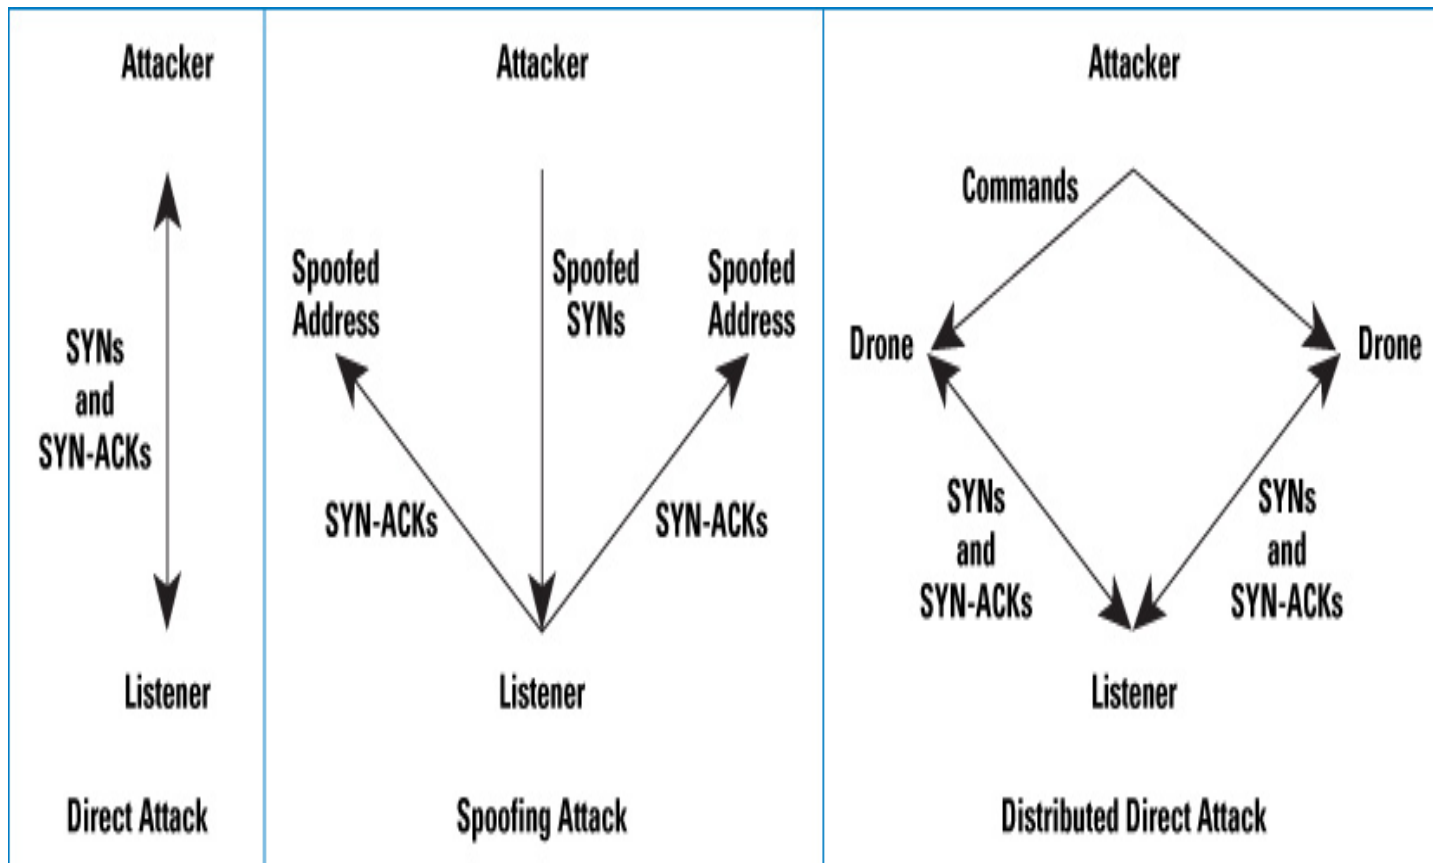 Attacker
SYNs
and
SYN-ACKs
Listener
Direct Attack
Attacker
Spoofed
Address
Spoofed
SYNs
Spoofed
Address
SYN-ACKs
SYN-ACKs
Listener
Spoofing Attack
Attacker
Commands
Drone
Drone
SYNs
and
SYN-ACKs
SYNs
and
SYN-ACKs
Listener
Distributed Direct Attack